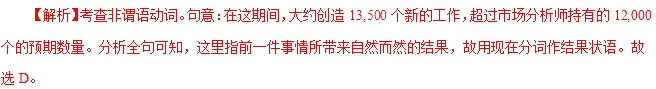 【解析】考查非谓语动词。句意：在这期间，大约创造 13,500 个新的工作，超过市场分析师持有的 12,000
个的预期数量。分析全句可知，这里指前一件事情所带来自然而然的结果，故用现在分词作结果状语。故
选 D。